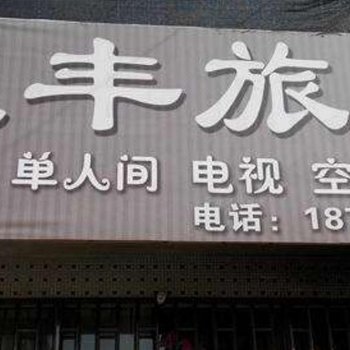 丰旅
单人间 电视 空
电话：187